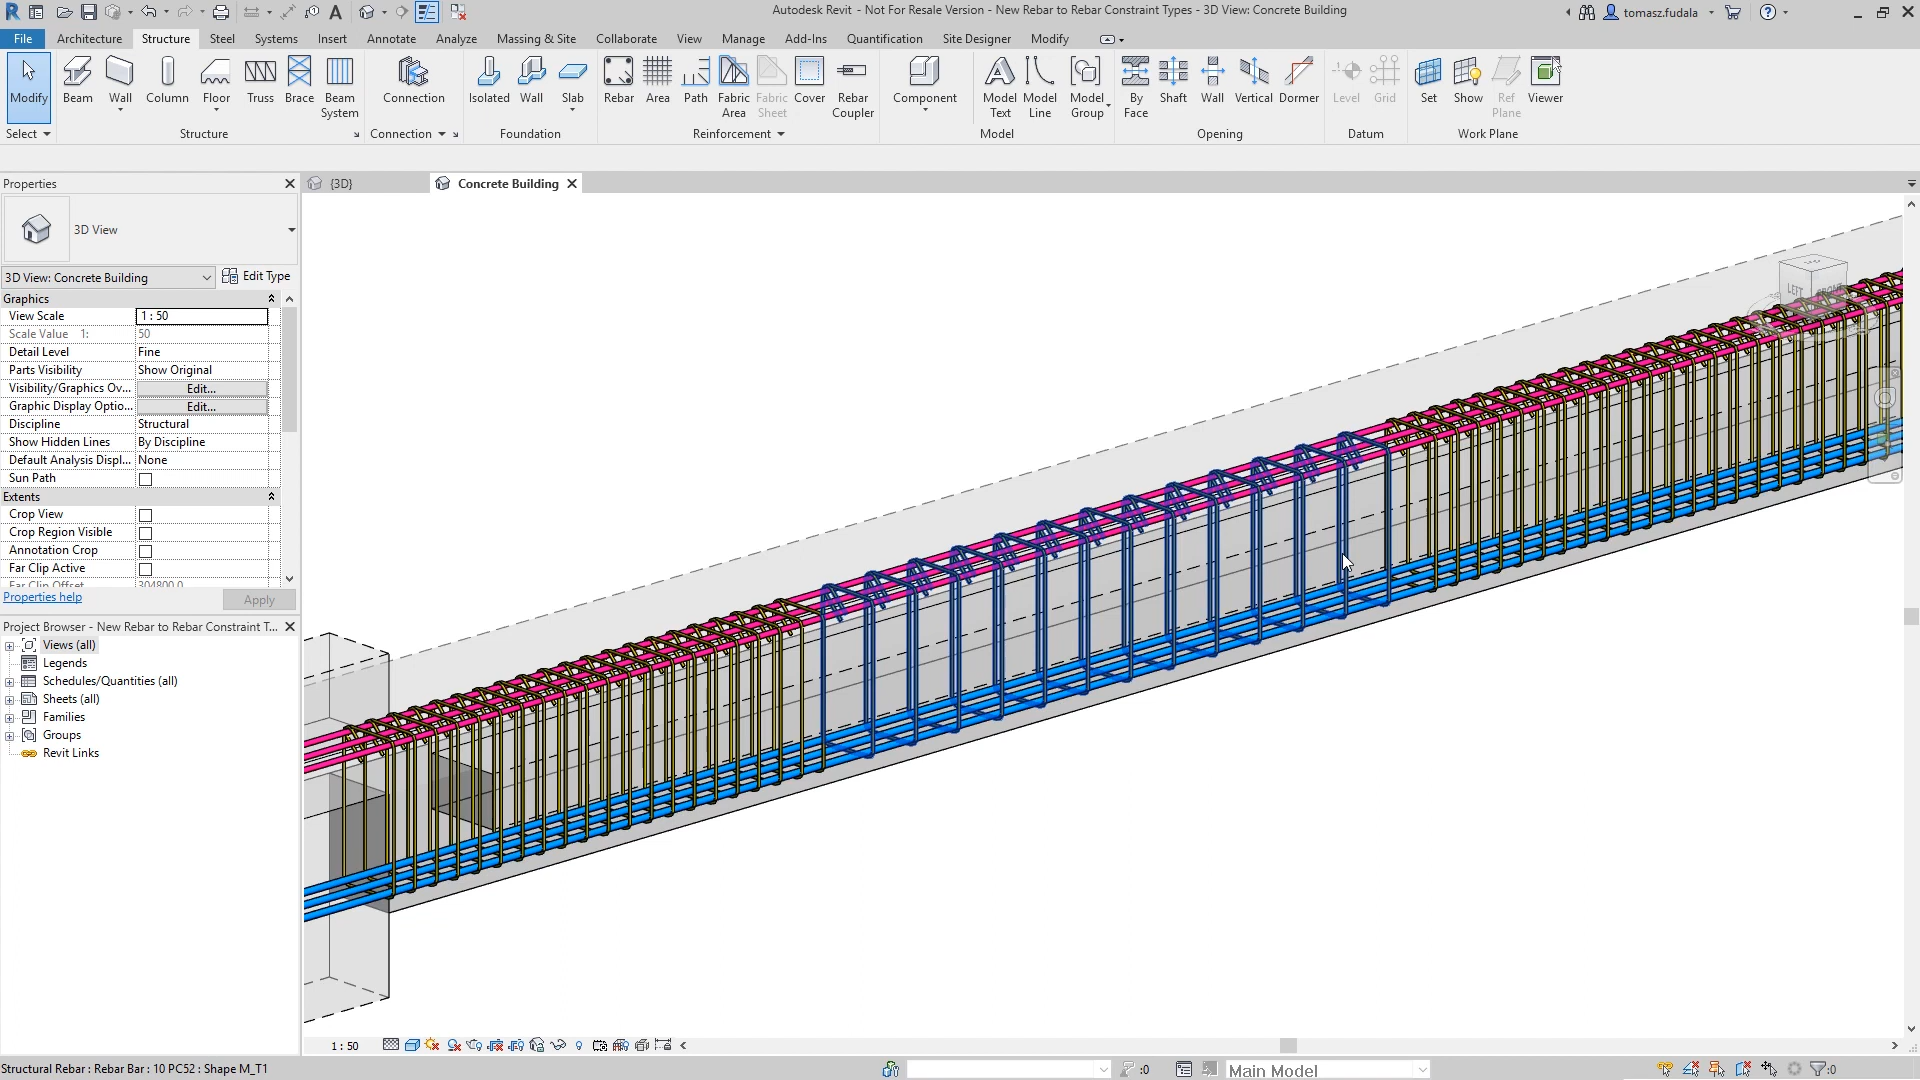 Autodesk Revit - Not For Resale Version - New Rebar to Rebar Constraint Types - 3D View: Concrete Building
tomasz.fudala
File Architecture Structure Steel Systems Insert Annotate Analyze Massing & Site Collaborate View Manage Add-Ins Quantification Site Designer Modify
Modify Beam Wall Column Floor Truss Brace Beam System Connection Isolated Wall Slab Rebar Area Path Fabric Area Fabric Sheet Cover Rebar Coupler Component Model Text Model Line Model Group By Face Shaft Wall Vertical Dormer Level Grid Set Show Ref Plane Viewer
Select Structure Connection Foundation Reinforcement Model Opening Datum Work Plane
Properties
{3D}
Concrete Building
3D View
3D View: Concrete Building
Edit Type
Graphics
View Scale 1 : 50
Scale Value 1: 50
Detail Level Fine
Parts Visibility Show Original
Visibility/Graphics Ov... Edit...
Graphic Display Optio... Edit...
Discipline Structural
Show Hidden Lines By Discipline
Default Analysis Displ... None
Sun Path
Extents
Crop View
Crop Region Visible
Annotation Crop
Far Clip Active
Far Clip Offset 304800.0
Properties help
Apply
Project Browser - New Rebar to Rebar Constraint T...
Views (all)
Legends
Schedules/Quantities (all)
Sheets (all)
Families
Groups
Revit Links
LEFT
FRONT
1 : 50
Structural Rebar : Rebar Bar : 10 PC52 : Shape M_T1
:0
Main Model
:0